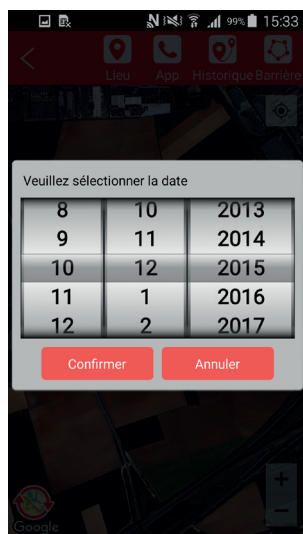 99% 15:33
Lieu App Historique Barrière
Veuillez sélectionner la date
8 10 2013
9 11 2014
10 12 2015
11 1 2016
12 2 2017
Confirmer Annuler
+
-
Google